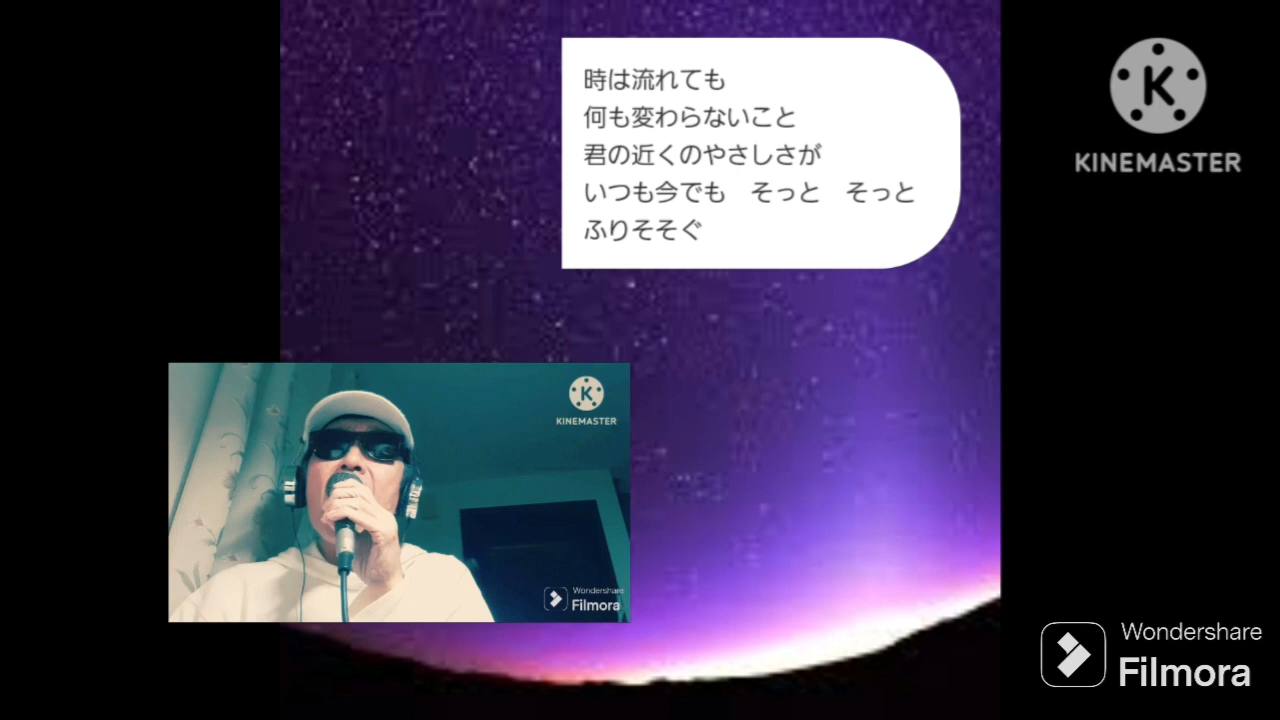 時は流れても
何も変わらないこと
君の近くのやさしさが
いつも今でも　そっと　そっと
ふりそそぐ
K
KINEMASTER
K
KINEMASTER
Wondershare
Filmora
Wondershare
Filmora